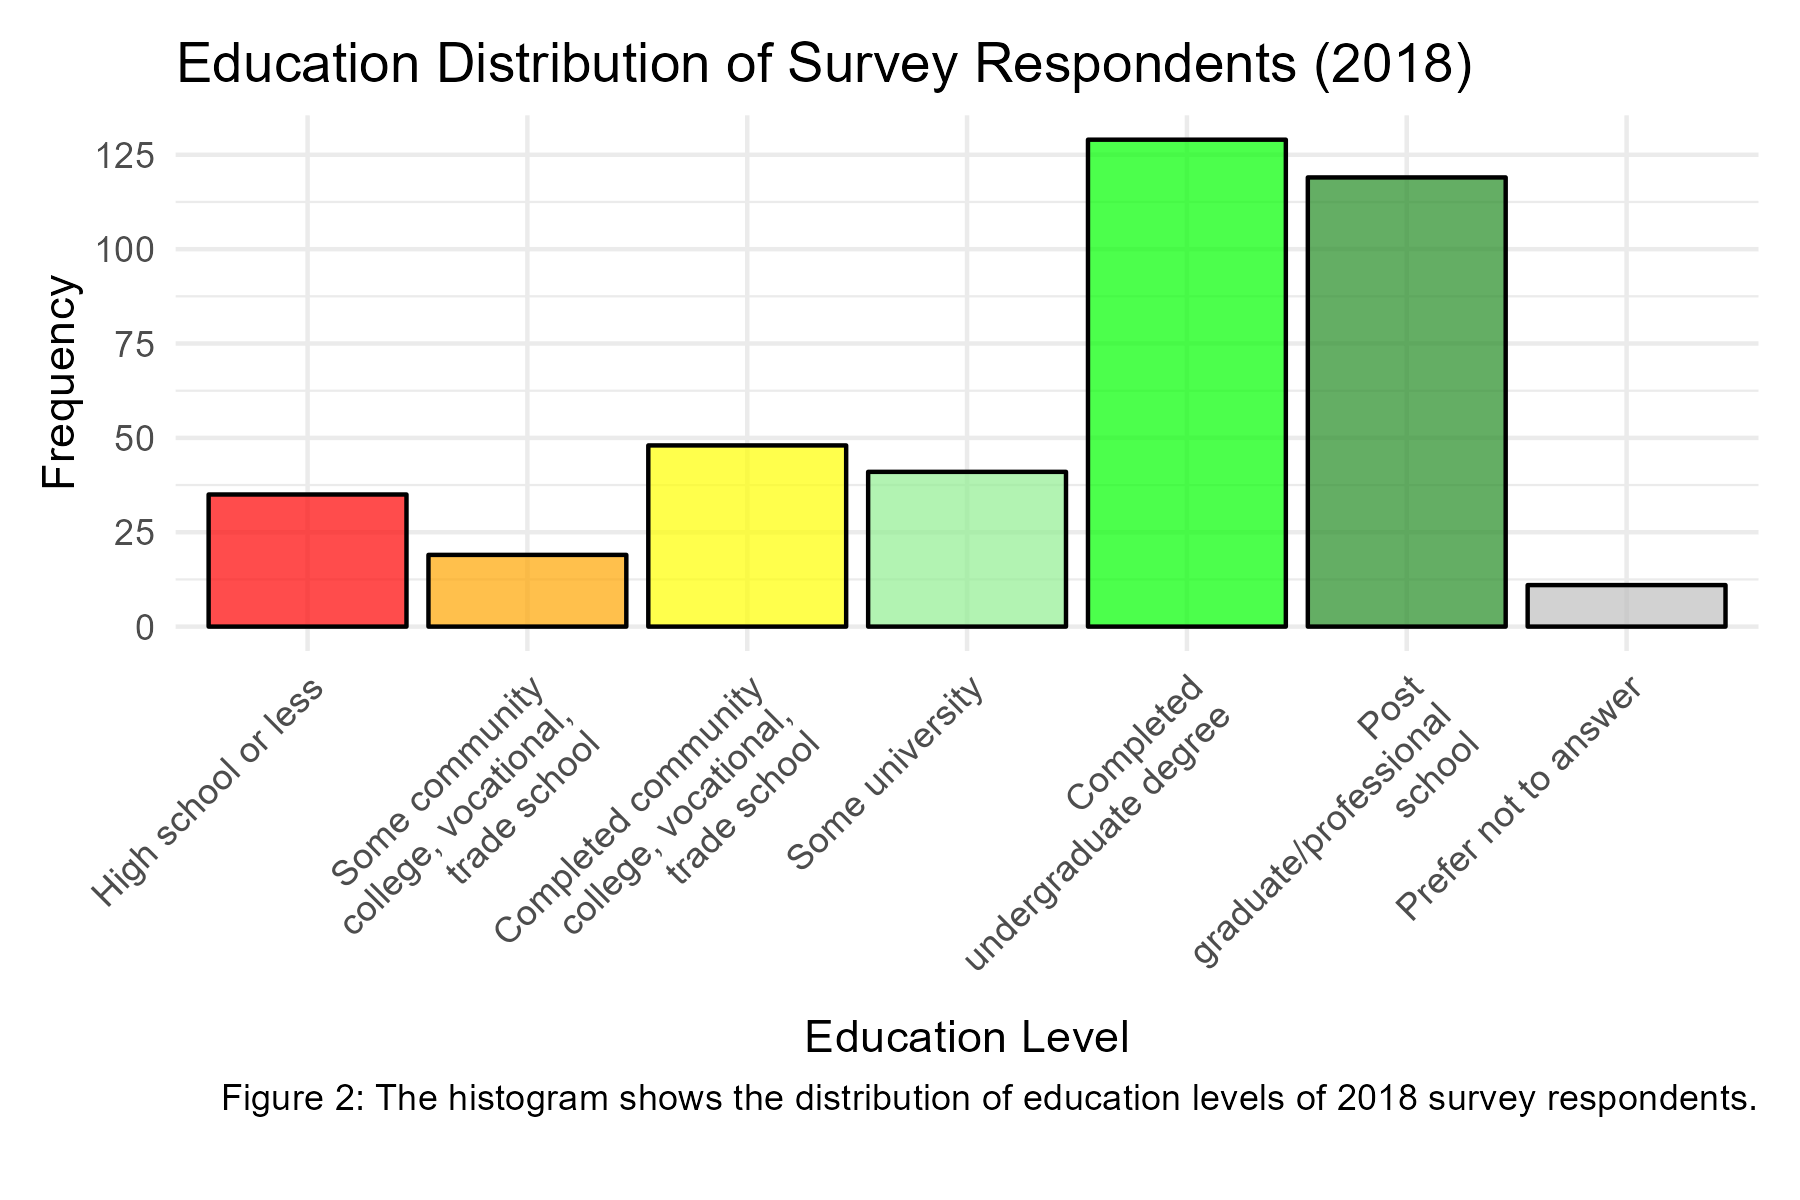 Education Distribution of Survey Respondents (2018)
125
100
75
50
25
0
Frequency
High school or less
Some community
college, vocational,
trade school
Completed community
college, vocational,
trade school
Some university
Completed
undergraduate degree
Post
graduate/professional
school
Prefer not to answer
Education Level
Figure 2: The histogram shows the distribution of education levels of 2018 survey respondents.